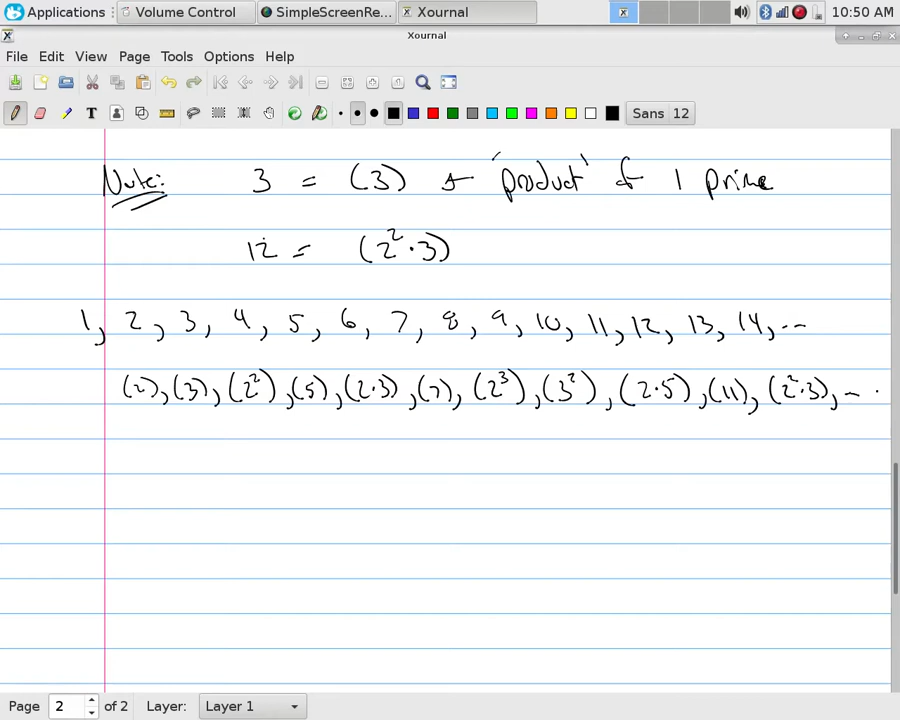 Applications
Volume Control
SimpleScreenRe...
Xournal
10:50 AM
Xournal
File Edit View Page Tools Options Help
T
Sans 12
Note: 3 = (3) ← 'product' of 1 prime
12 = (2²·3)
1, 2, 3, 4, 5, 6, 7, 8, 9, 10, 11, 12, 13, 14, ...
(2), (3), (2²), (5), (2·3), (7), (2³), (3²), (2·5), (11), (2²·3), ...
Page 2 of 2 Layer: Layer 1